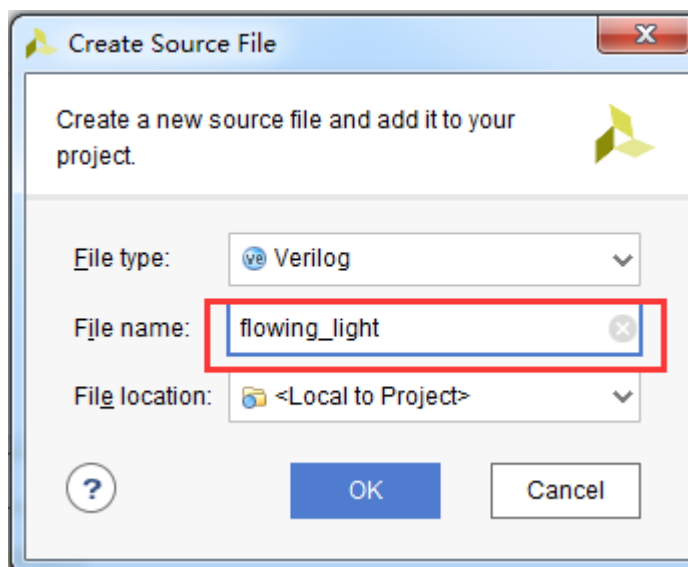 Create Source File
Create a new source file and add it to your
project.
File type:
Verilog
File name:
flowing_light
File location:
<Local to Project>
?
OK
Cancel